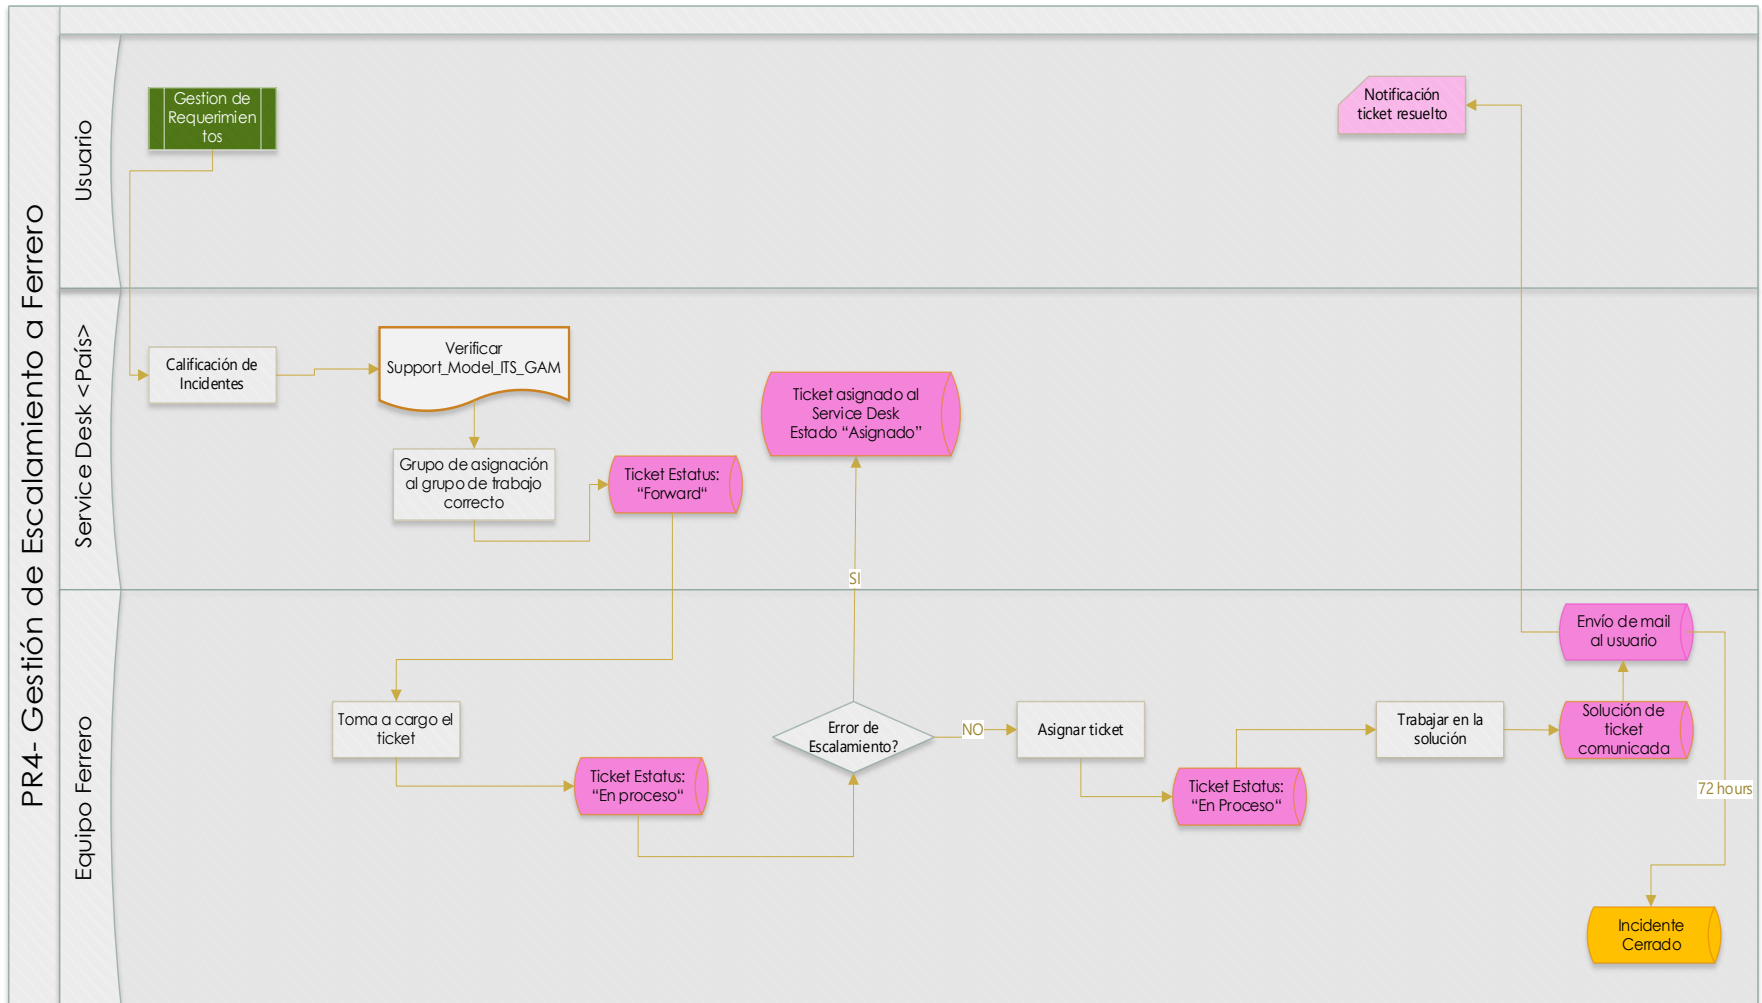 PR4- Gestión de Escalamiento a Ferrero
Usuario
Gestion de
Requerimien
tos
Notificación
ticket resuelto
Service Desk <País>
Calificación de
Incidentes
Verificar
Support_Model_ITS_GAM
Grupo de asignación
al grupo de trabajo
correcto
Ticket Estatus:
“Forward“
Ticket asignado al
Service Desk
Estado “Asignado”
SI
Equipo Ferrero
Toma a cargo el
ticket
Ticket Estatus:
“En proceso“
Error de
Escalamiento?
NO
Asignar ticket
Ticket Estatus:
“En Proceso“
Trabajar en la
solución
Solución de
ticket
comunicada
Envío de mail
al usuario
72 hours
Incidente
Cerrado